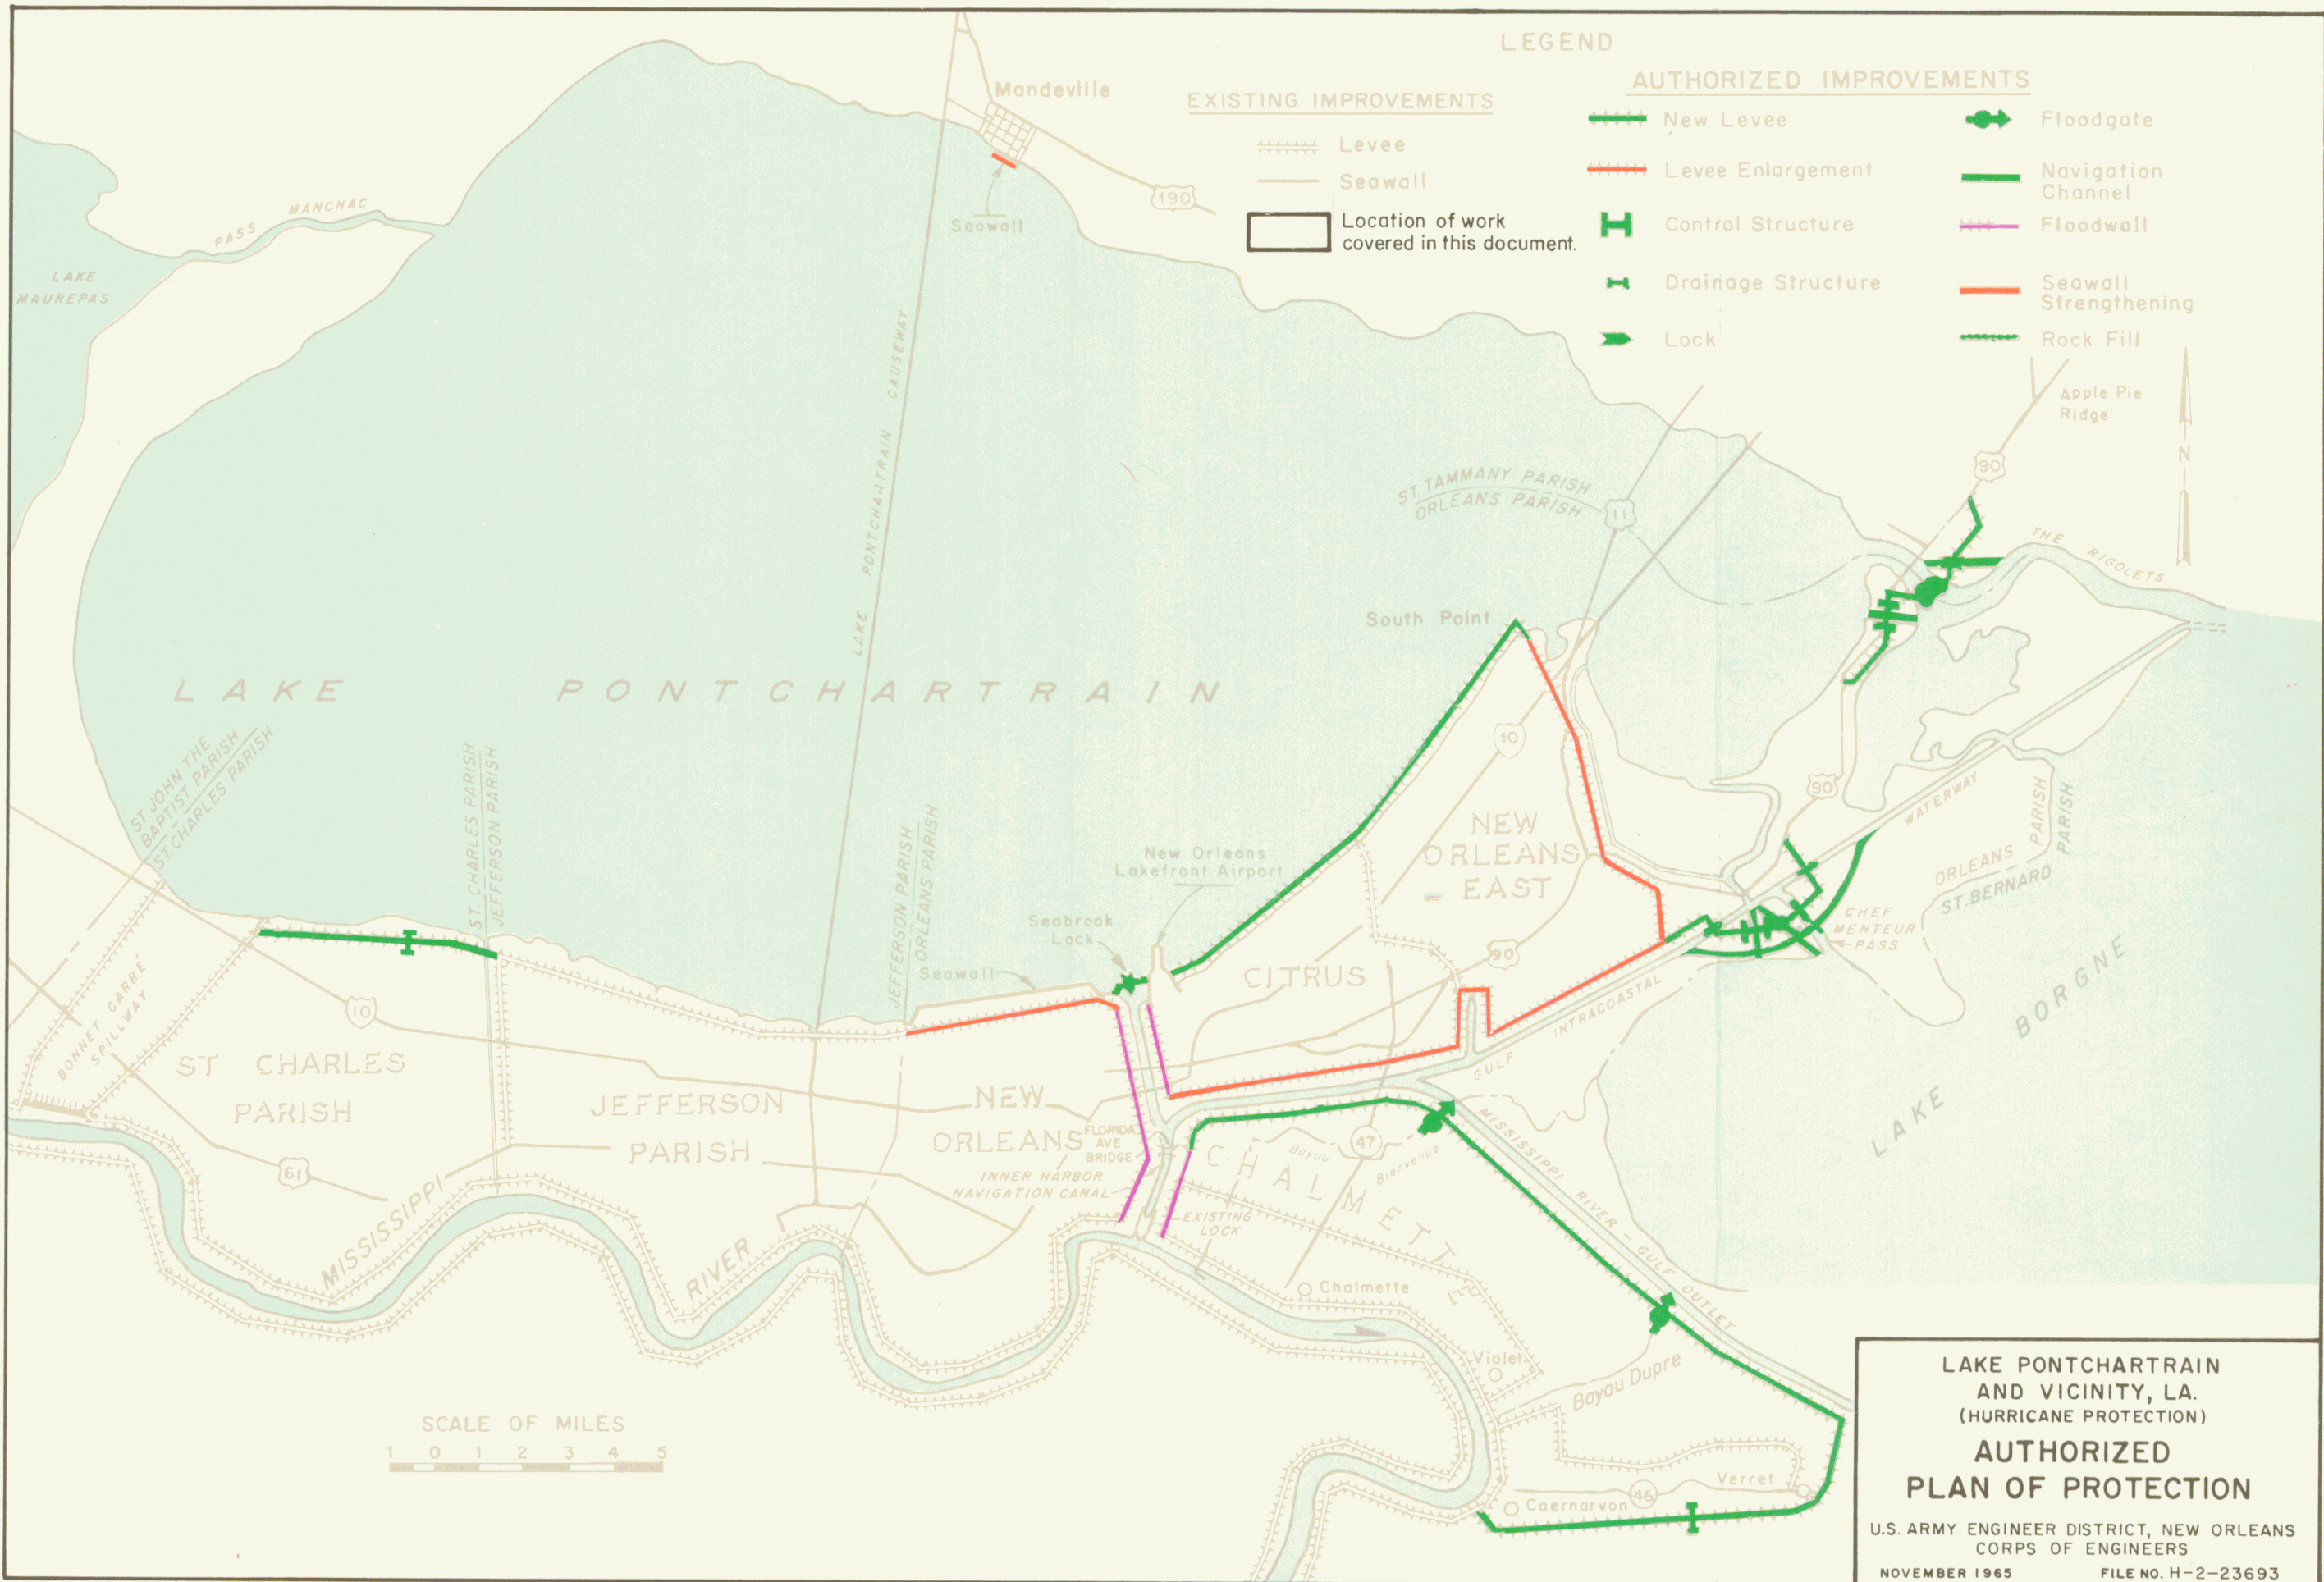 LEGEND
EXISTING IMPROVEMENTS
Levee
Seawall
Location of work
covered in this document.
AUTHORIZED IMPROVEMENTS
New Levee
Levee Enlargement
Control Structure
Drainage Structure
Lock
Floodgate
Navigation
Channel
Floodwall
Seawall
Strengthening
Rock Fill
Mandeville
190
Seawall
PASS MANCHAC
LAKE
MAUREPAS
LAKE PONTCHARTRAIN CAUSEWAY
Apple Pie
Ridge
90
N
ST. TAMMANY PARISH
ORLEANS PARISH
11
THE RIGOLETS
South Point
LAKE PONTCHARTRAIN
10
ST. JOHN THE
BAPTIST PARISH
ST. CHARLES PARISH
ST. CHARLES PARISH
JEFFERSON PARISH
JEFFERSON PARISH
ORLEANS PARISH
New Orleans
Lakefront Airport
Seabrook
Lock
Seawall
NEW
ORLEANS
EAST
90
WATERWAY
ORLEANS PARISH
ST. BERNARD PARISH
CHEF
MENTEUR
PASS
90
CITRUS
GULF INTRACOASTAL
LAKE BORGNE
BONNET CARRÉ
SPILLWAY
10
ST CHARLES
PARISH
61
JEFFERSON
PARISH
NEW
ORLEANS
FLORIDA
AVE.
BRIDGE
INNER HARBOR
NAVIGATION CANAL
EXISTING
LOCK
CHALMETTE
Bayou Bienvenue
47
MISSISSIPPI RIVER - GULF OUTLET
MISSISSIPPI RIVER
Chalmette
Violet
Bayou Dupre
Verret
46
Caernarvon
SCALE OF MILES
1 0 1 2 3 4 5
LAKE PONTCHARTRAIN
AND VICINITY, LA.
(HURRICANE PROTECTION)
AUTHORIZED
PLAN OF PROTECTION
U.S. ARMY ENGINEER DISTRICT, NEW ORLEANS
CORPS OF ENGINEERS
NOVEMBER 1965 FILE NO. H-2-23693